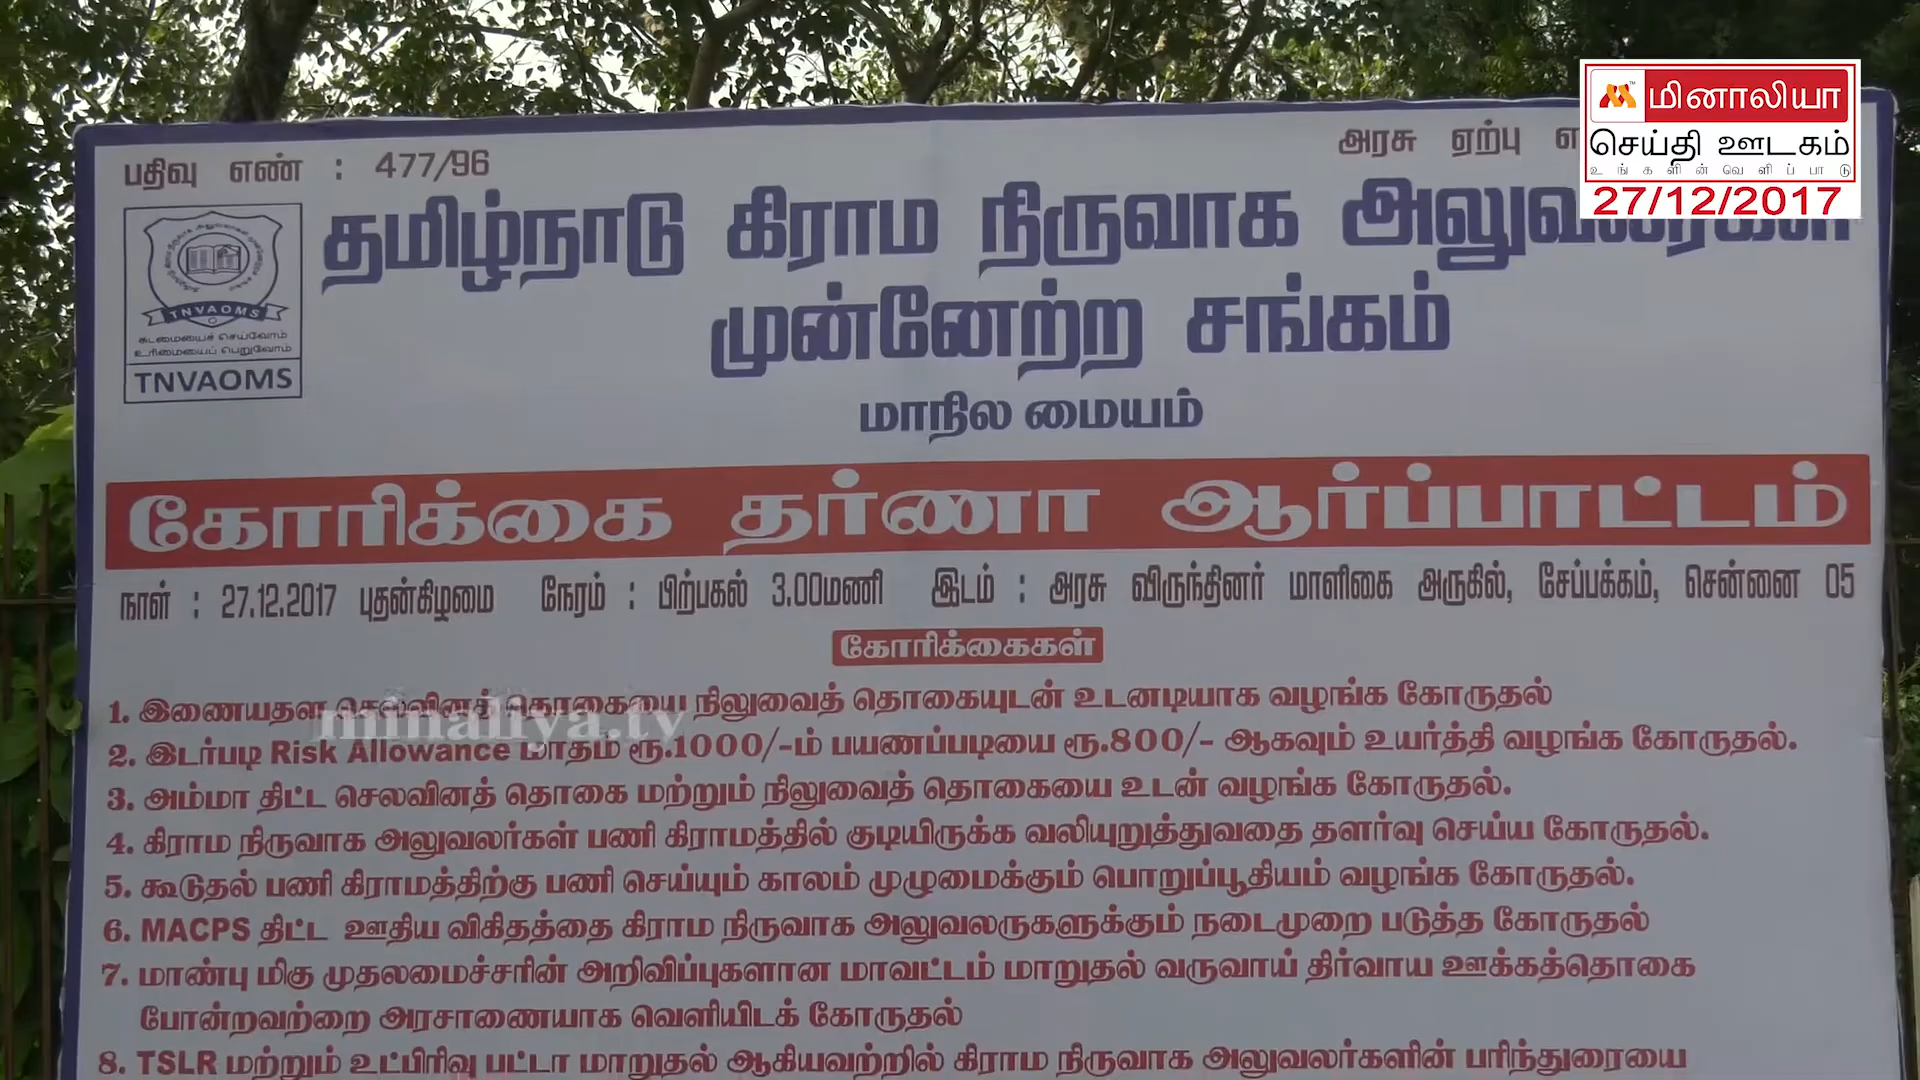 மினாலியா
செய்தி ஊடகம்
உங்களின் வெளிப்பாடு
27/12/2017
பதிவு எண் : 477/96
அரசு ஏற்பு
தமிழ்நாடு கிராம நிருவாக அலுவலர்கள்
முன்னேற்ற சங்கம்
மாநில மையம்
TNVAOMS
கடமையைச் செய்வோம்
உரிமையைப் பெறுவோம்
TNVAOMS
கோரிக்கை தர்ணா ஆர்ப்பாட்டம்
நாள் : 27.12.2017 புதன்கிழமை நேரம் : பிற்பகல் 3.00மணி இடம் : அரசு விருந்தினர் மாளிகை அருகில், சேப்பக்கம், சென்னை 05
கோரிக்கைகள்
1. இணையதள செலவினத் தொகையை நிலுவைத் தொகையுடன் உடனடியாக வழங்க கோருதல்
minaliya.tv
2. இடர்படி Risk Allowance மாதம் ரூ.1000/-ம் பயணப்படியை ரூ.800/- ஆகவும் உயர்த்தி வழங்க கோருதல்.
3. அம்மா திட்ட செலவினத் தொகை மற்றும் நிலுவைத் தொகையை உடன் வழங்க கோருதல்.
4. கிராம நிருவாக அலுவலர்கள் பணி கிராமத்தில் குடியிருக்க வலியுறுத்துவதை தளர்வு செய்ய கோருதல்.
5. கூடுதல் பணி கிராமத்திற்கு பணி செய்யும் காலம் முழுமைக்கும் பொறுப்பூதியம் வழங்க கோருதல்.
6. MACPS திட்ட ஊதிய விகிதத்தை கிராம நிருவாக அலுவலருகளுக்கும் நடைமுறை படுத்த கோருதல்
7. மாண்பு மிகு முதலமைச்சரின் அறிவிப்புகளான மாவட்டம் மாறுதல் வருவாய் தீர்வாய ஊக்கத்தொகை
போன்றவற்றை அரசாணையாக வெளியிடக் கோருதல்
8. TSLR மற்றும் உட்பிரிவு பட்டா மாறுதல் ஆகியவற்றில் கிராம நிருவாக அலுவலர்களின் பரிந்துரையை